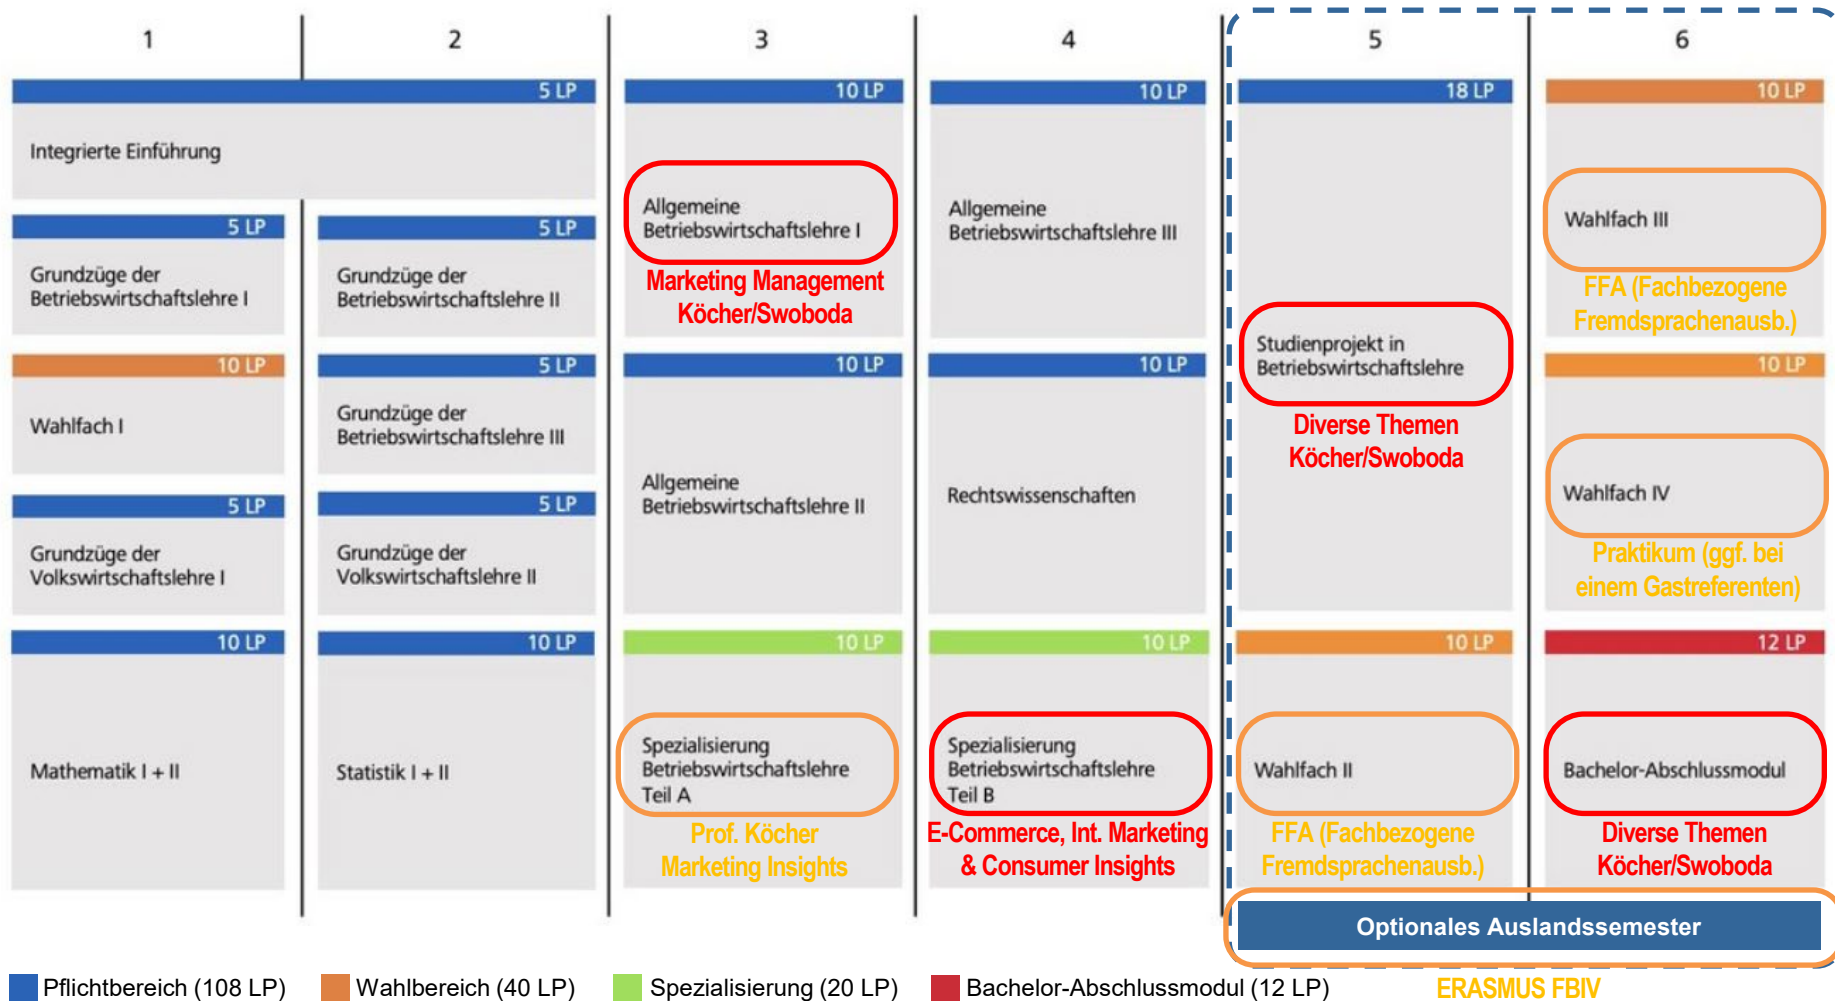 1
2
3
4
5
6
5 LP
Integrierte Einführung
5 LP
Grundzüge der
Betriebswirtschaftslehre I
10 LP
Wahlfach I
5 LP
Grundzüge der
Volkswirtschaftslehre I
10 LP
Mathematik I + II
5 LP
Grundzüge der
Betriebswirtschaftslehre II
5 LP
Grundzüge der
Betriebswirtschaftslehre III
5 LP
Grundzüge der
Volkswirtschaftslehre II
10 LP
Statistik I + II
10 LP
Allgemeine
Betriebswirtschaftslehre I
Marketing Management
Köcher/Swoboda
10 LP
Allgemeine
Betriebswirtschaftslehre II
10 LP
Spezialisierung
Betriebswirtschaftslehre
Teil A
Prof. Köcher
Marketing Insights
10 LP
Allgemeine
Betriebswirtschaftslehre III
10 LP
Rechtswissenschaften
10 LP
Spezialisierung
Betriebswirtschaftslehre
Teil B
E-Commerce, Int. Marketing
& Consumer Insights
18 LP
Studienprojekt in
Betriebswirtschaftslehre
Diverse Themen
Köcher/Swoboda
10 LP
Wahlfach II
FFA (Fachbezogene
Fremdsprachenausb.)
10 LP
Wahlfach III
FFA (Fachbezogene
Fremdsprachenausb.)
10 LP
Wahlfach IV
Praktikum (ggf. bei
einem Gastreferenten)
12 LP
Bachelor-Abschlussmodul
Diverse Themen
Köcher/Swoboda
Optionales Auslandssemester
ERASMUS FBIV
Pflichtbereich (108 LP)
Wahlbereich (40 LP)
Spezialisierung (20 LP)
Bachelor-Abschlussmodul (12 LP)